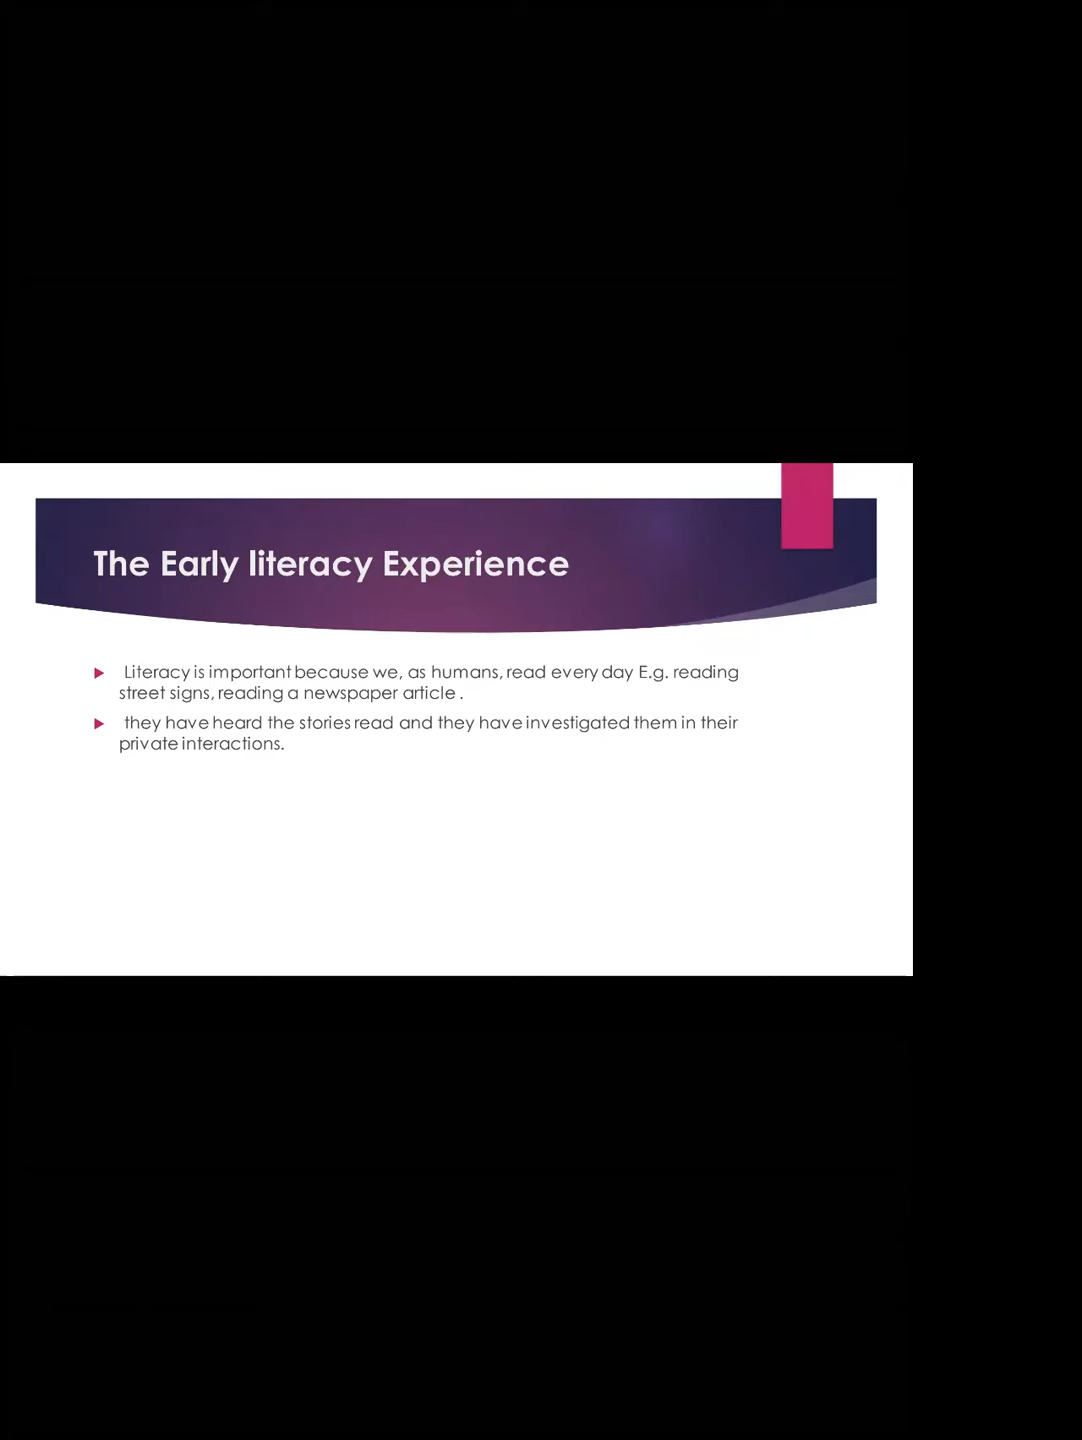 The Early literacy Experience
Literacy is important because we, as humans, read every day E.g. reading
street signs, reading a newspaper article .
they have heard the stories read and they have investigated them in their
private interactions.